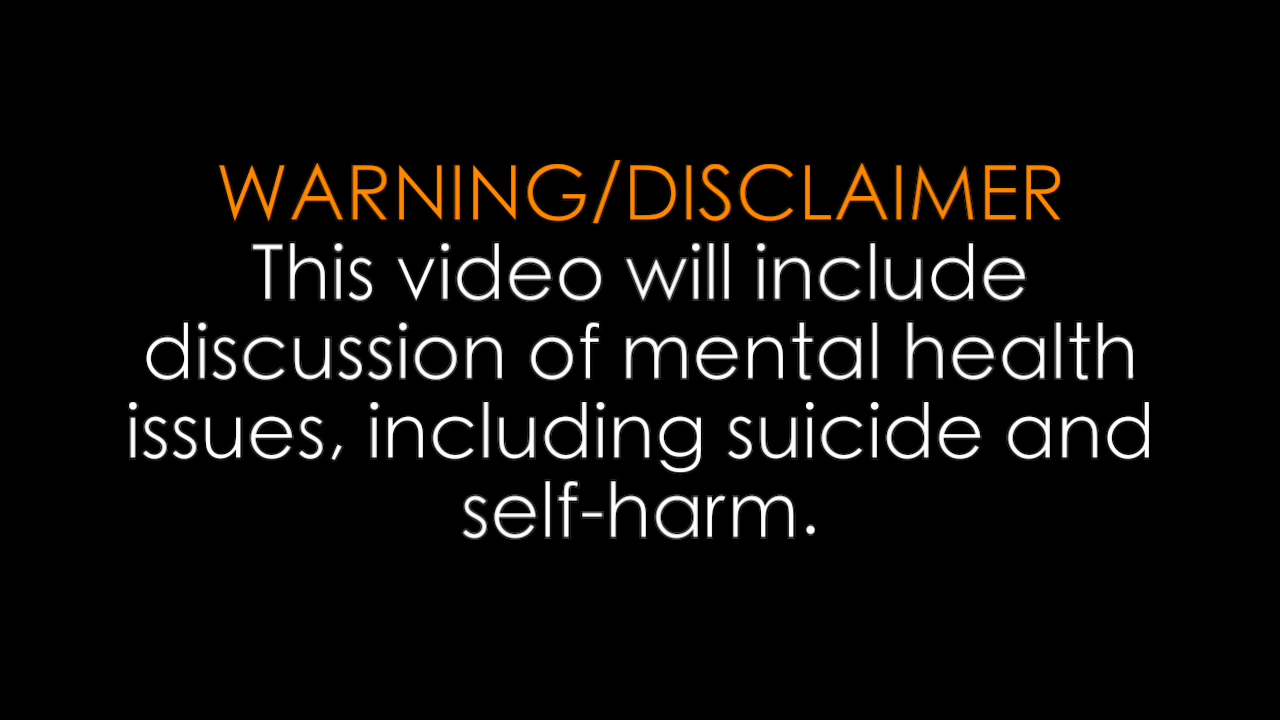 WARNING/DISCLAIMER
This video will include
discussion of mental health
issues, including suicide and
self-harm.